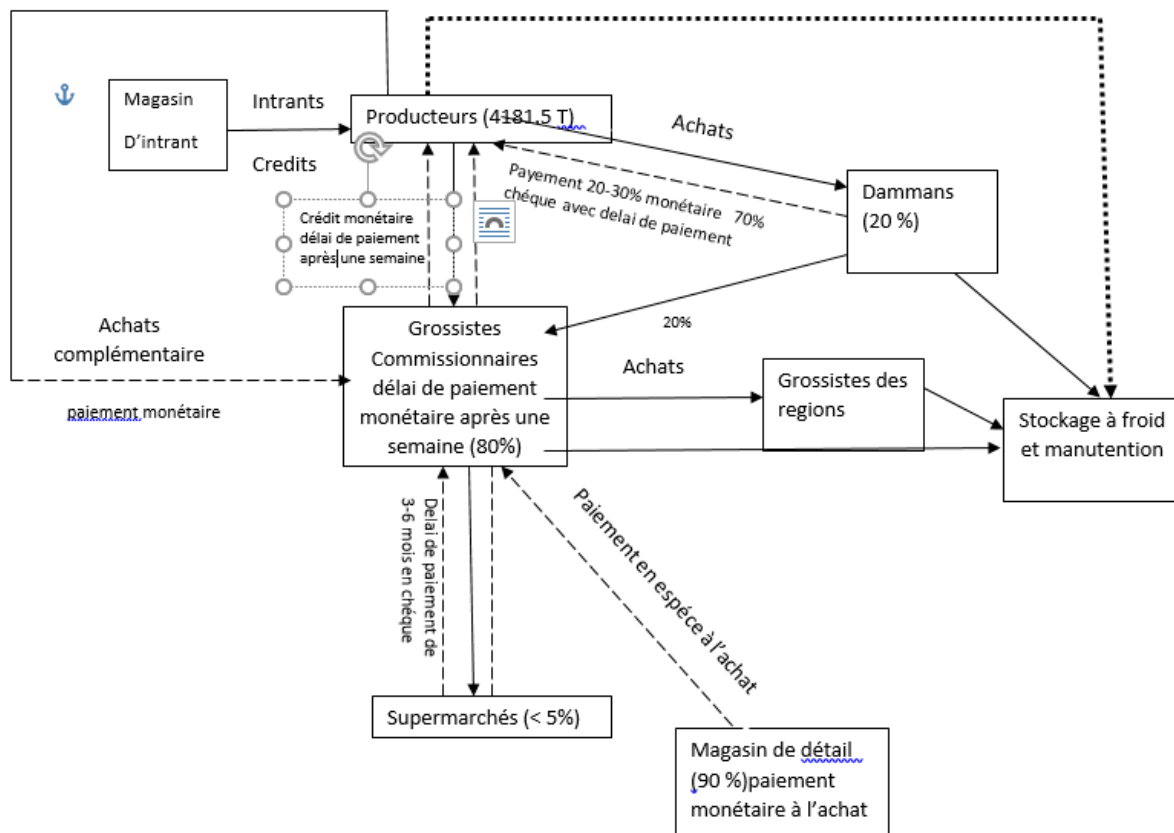 Magasin
D'intrant
Intrants
Credits
Producteurs (4181.5 T)
Achats
Payement 20-30% monétaire 70%
chéque avec delai de paiement
Dammans
(20 %)
Crédit monétaire
délai de paiement
après une semaine
Achats
complémentaire
paiement monétaire
Grossistes
Commissionnaires
délai de paiement
monétaire après une
semaine (80%)
20%
Achats
Grossistes des
regions
Stockage à froid
et manutention
Delai de paiement de
3-6 mois en chéque
Paiement en espéce à l'achat
Supermarchés (< 5%)
Magasin de détail
(90 %)paiement
monétaire à l'achat